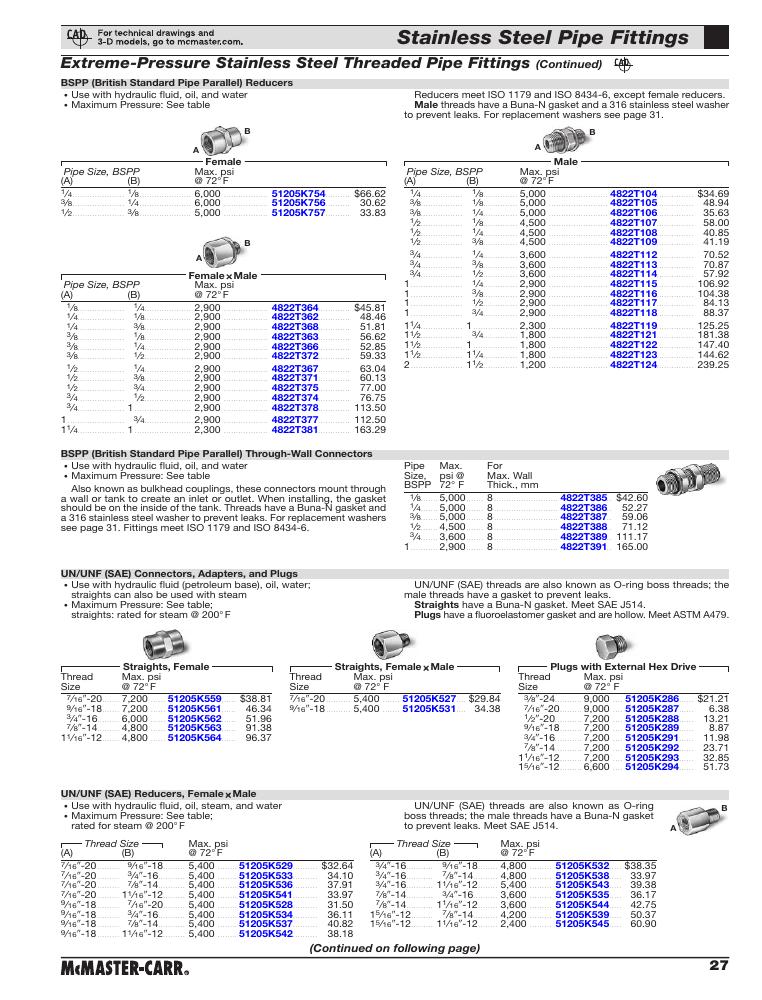 CAD
For technical drawings and
3-D models, go to mcmaster.com.
Stainless Steel Pipe Fittings
Extreme-Pressure Stainless Steel Threaded Pipe Fittings (Continued) CAD
BSPP (British Standard Pipe Parallel) Reducers
• Use with hydraulic fluid, oil, and water
• Maximum Pressure: See table
Reducers meet ISO 1179 and ISO 8434-6, except female reducers.
Male threads have a Buna-N gasket and a 316 stainless steel washer
to prevent leaks. For replacement washers see page 31.
A B
Female
Pipe Size, BSPP Max. psi
(A) (B) @ 72° F
1/4 1/8 6,000 51205K754 $66.62
3/8 1/4 6,000 51205K756 30.62
1/2 3/8 5,000 51205K757 33.83
A B
Female x Male
Pipe Size, BSPP Max. psi
(A) (B) @ 72° F
1/8 1/4 2,900 4822T364 $45.81
1/4 1/8 2,900 4822T362 48.46
1/4 3/8 2,900 4822T368 51.81
3/8 1/8 2,900 4822T363 56.62
3/8 1/4 2,900 4822T366 52.85
3/8 1/2 2,900 4822T372 59.33
1/2 1/4 2,900 4822T367 63.04
1/2 3/8 2,900 4822T371 60.13
1/2 3/4 2,900 4822T375 77.00
3/4 1/2 2,900 4822T374 76.75
3/4 1 2,900 4822T378 113.50
1 3/4 2,900 4822T377 112.50
1 1/4 1 2,300 4822T381 163.29
A B
Male
Pipe Size, BSPP Max. psi
(A) (B) @ 72° F
1/4 1/8 5,000 4822T104 $34.69
3/8 1/8 5,000 4822T105 48.94
3/8 1/4 5,000 4822T106 35.63
1/2 1/8 4,500 4822T107 58.00
1/2 1/4 4,500 4822T108 40.85
1/2 3/8 4,500 4822T109 41.19
3/4 1/4 3,600 4822T112 70.52
3/4 3/8 3,600 4822T113 70.87
3/4 1/2 3,600 4822T114 57.92
1 1/4 2,900 4822T115 106.92
1 3/8 2,900 4822T116 104.38
1 1/2 2,900 4822T117 84.13
1 3/4 2,900 4822T118 88.37
1 1/4 1 2,300 4822T119 125.25
1 1/2 3/4 1,800 4822T121 181.38
1 1/2 1 1,800 4822T122 147.40
1 1/2 1 1/4 1,800 4822T123 144.62
2 1 1/2 1,200 4822T124 239.25
BSPP (British Standard Pipe Parallel) Through-Wall Connectors
• Use with hydraulic fluid, oil, and water
• Maximum Pressure: See table
Also known as bulkhead couplings, these connectors mount through
a wall or tank to create an inlet or outlet. When installing, the gasket
should be on the inside of the tank. Threads have a Buna-N gasket and
a 316 stainless steel washer to prevent leaks. For replacement washers
see page 31. Fittings meet ISO 1179 and ISO 8434-6.
Pipe Max. For
Size, psi @ Max. Wall
BSPP 72° F Thick., mm
1/8 5,000 8 4822T385 $42.60
1/4 5,000 8 4822T386 52.27
3/8 5,000 8 4822T387 59.06
1/2 4,500 8 4822T388 71.12
3/4 3,600 8 4822T389 111.17
1 2,900 8 4822T391 165.00
UN/UNF (SAE) Connectors, Adapters, and Plugs
• Use with hydraulic fluid (petroleum base), oil, water;
straights can also be used with steam
• Maximum Pressure: See table;
straights: rated for steam @ 200° F
UN/UNF (SAE) threads are also known as O-ring boss threads; the
male threads have a gasket to prevent leaks.
Straights have a Buna-N gasket. Meet SAE J514.
Plugs have a fluoroelastomer gasket and are hollow. Meet ASTM A479.
Straights, Female
Thread Max. psi
Size @ 72° F
7/16"-20 7,200 51205K559 $38.81
9/16"-18 7,200 51205K561 46.34
3/4"-16 6,000 51205K562 51.96
7/8"-14 4,800 51205K563 91.38
1 1/16"-12 4,800 51205K564 96.37
Straights, Female x Male
Thread Max. psi
Size @ 72° F
7/16"-20 5,400 51205K527 $29.84
9/16"-18 5,400 51205K531 34.38
Plugs with External Hex Drive
Thread Max. psi
Size @ 72° F
3/8"-24 9,000 51205K286 $21.21
7/16"-20 9,000 51205K287 6.38
1/2"-20 7,200 51205K288 13.21
9/16"-18 7,200 51205K289 8.87
3/4"-16 7,200 51205K291 11.98
7/8"-14 7,200 51205K292 23.71
1 1/16"-12 7,200 51205K293 32.85
1 5/16"-12 6,600 51205K294 51.73
UN/UNF (SAE) Reducers, Female x Male
• Use with hydraulic fluid, oil, steam, and water
• Maximum Pressure: See table;
rated for steam @ 200° F
UN/UNF (SAE) threads are also known as O-ring
boss threads; the male threads have a Buna-N gasket
to prevent leaks. Meet SAE J514.
A B
Thread Size Max. psi
(A) (B) @ 72° F
7/16"-20 9/16"-18 5,400 51205K529 $32.64
7/16"-20 3/4"-16 5,400 51205K533 34.10
7/16"-20 7/8"-14 5,400 51205K536 37.91
7/16"-20 1 1/16"-12 5,400 51205K541 33.97
9/16"-18 7/16"-20 5,400 51205K528 31.50
9/16"-18 3/4"-16 5,400 51205K534 36.11
9/16"-18 7/8"-14 5,400 51205K537 40.82
9/16"-18 1 1/16"-12 5,400 51205K542 38.18
Thread Size Max. psi
(A) (B) @ 72° F
3/4"-16 9/16"-18 4,800 51205K532 $38.35
3/4"-16 7/8"-14 4,800 51205K538 33.97
3/4"-16 1 1/16"-12 5,400 51205K543 39.38
7/8"-14 3/4"-16 3,600 51205K535 36.17
7/8"-14 1 1/16"-12 3,600 51205K544 42.75
1 5/16"-12 7/8"-14 4,200 51205K539 50.37
1 5/16"-12 1 1/16"-12 2,400 51205K545 60.90
(Continued on following page)
McMASTER-CARR®
27